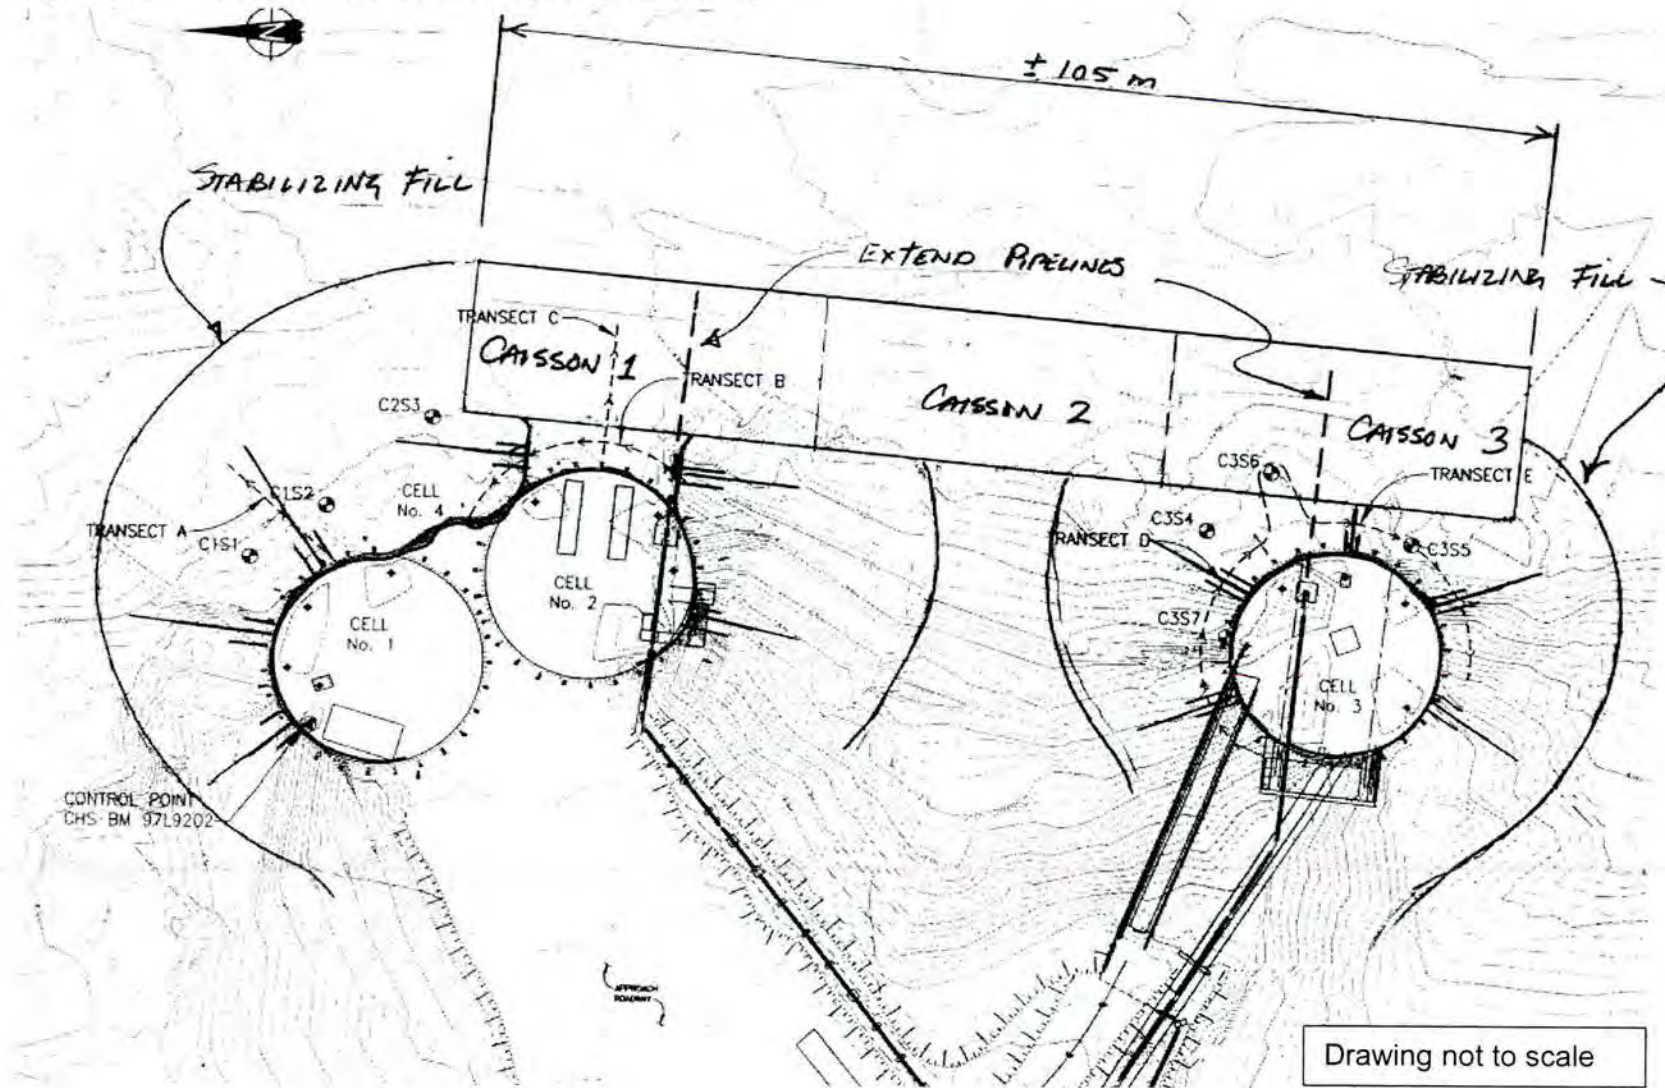 N
± 105 m
STABILIZING FILL
EXTEND PIPELINES
STABILIZING FILL
TRANSECT C
CAISSON 1
TRANSECT B
C2S3
CAISSON 2
CAISSON 3
C3S6
TRANSECT E
C1S2
CELL
No. 4
TRANSECT A
C1S1
C3S4
TRANSECT D
C3S5
CELL
No. 2
CELL
No. 1
C3S7
CELL
No. 3
CONTROL POINT
CHS BM 97L9202
APPROACH
ROADWAY
Drawing not to scale